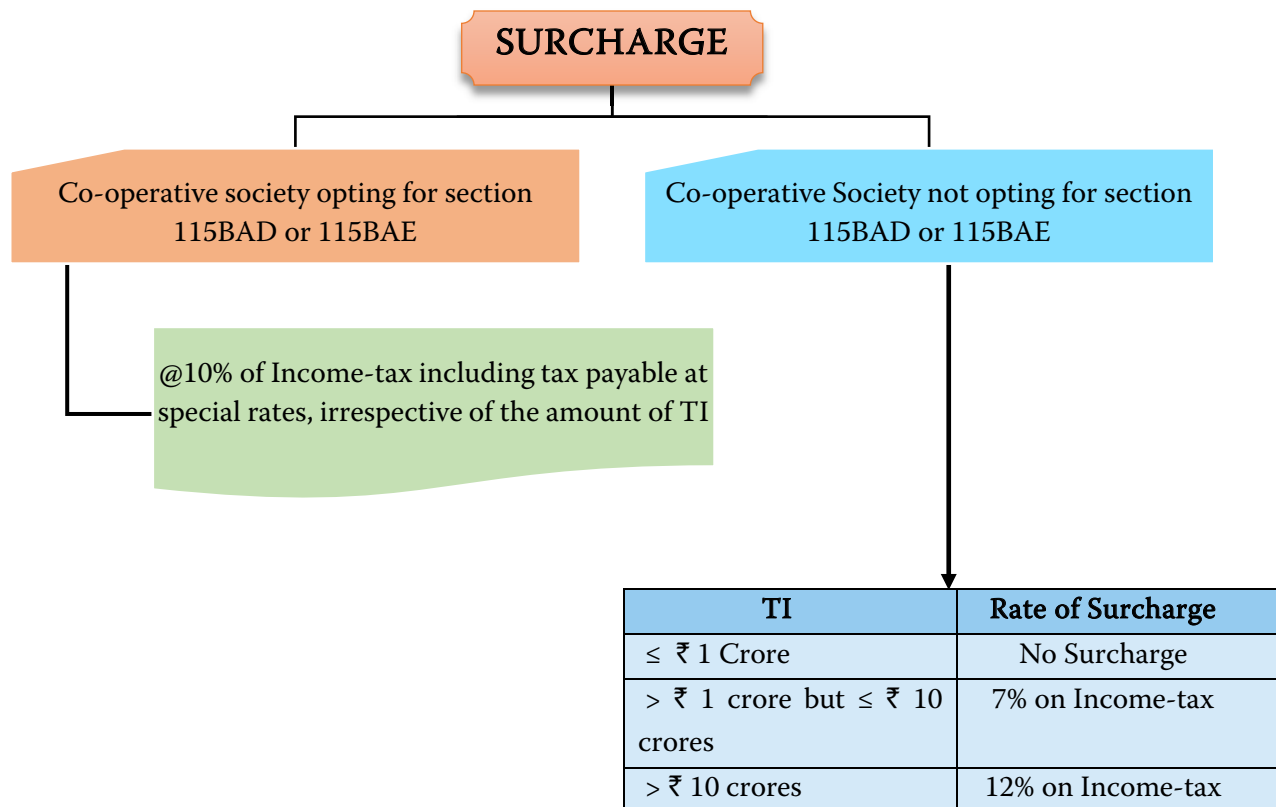 SURCHARGE
Co-operative society opting for section
115BAD or 115BAE
Co-operative Society not opting for section
115BAD or 115BAE
@10% of Income-tax including tax payable at
special rates, irrespective of the amount of TI
TI Rate of Surcharge
≤ ₹ 1 Crore No Surcharge
> ₹ 1 crore but ≤ ₹ 10 7% on Income-tax
crores
> ₹ 10 crores 12% on Income-tax